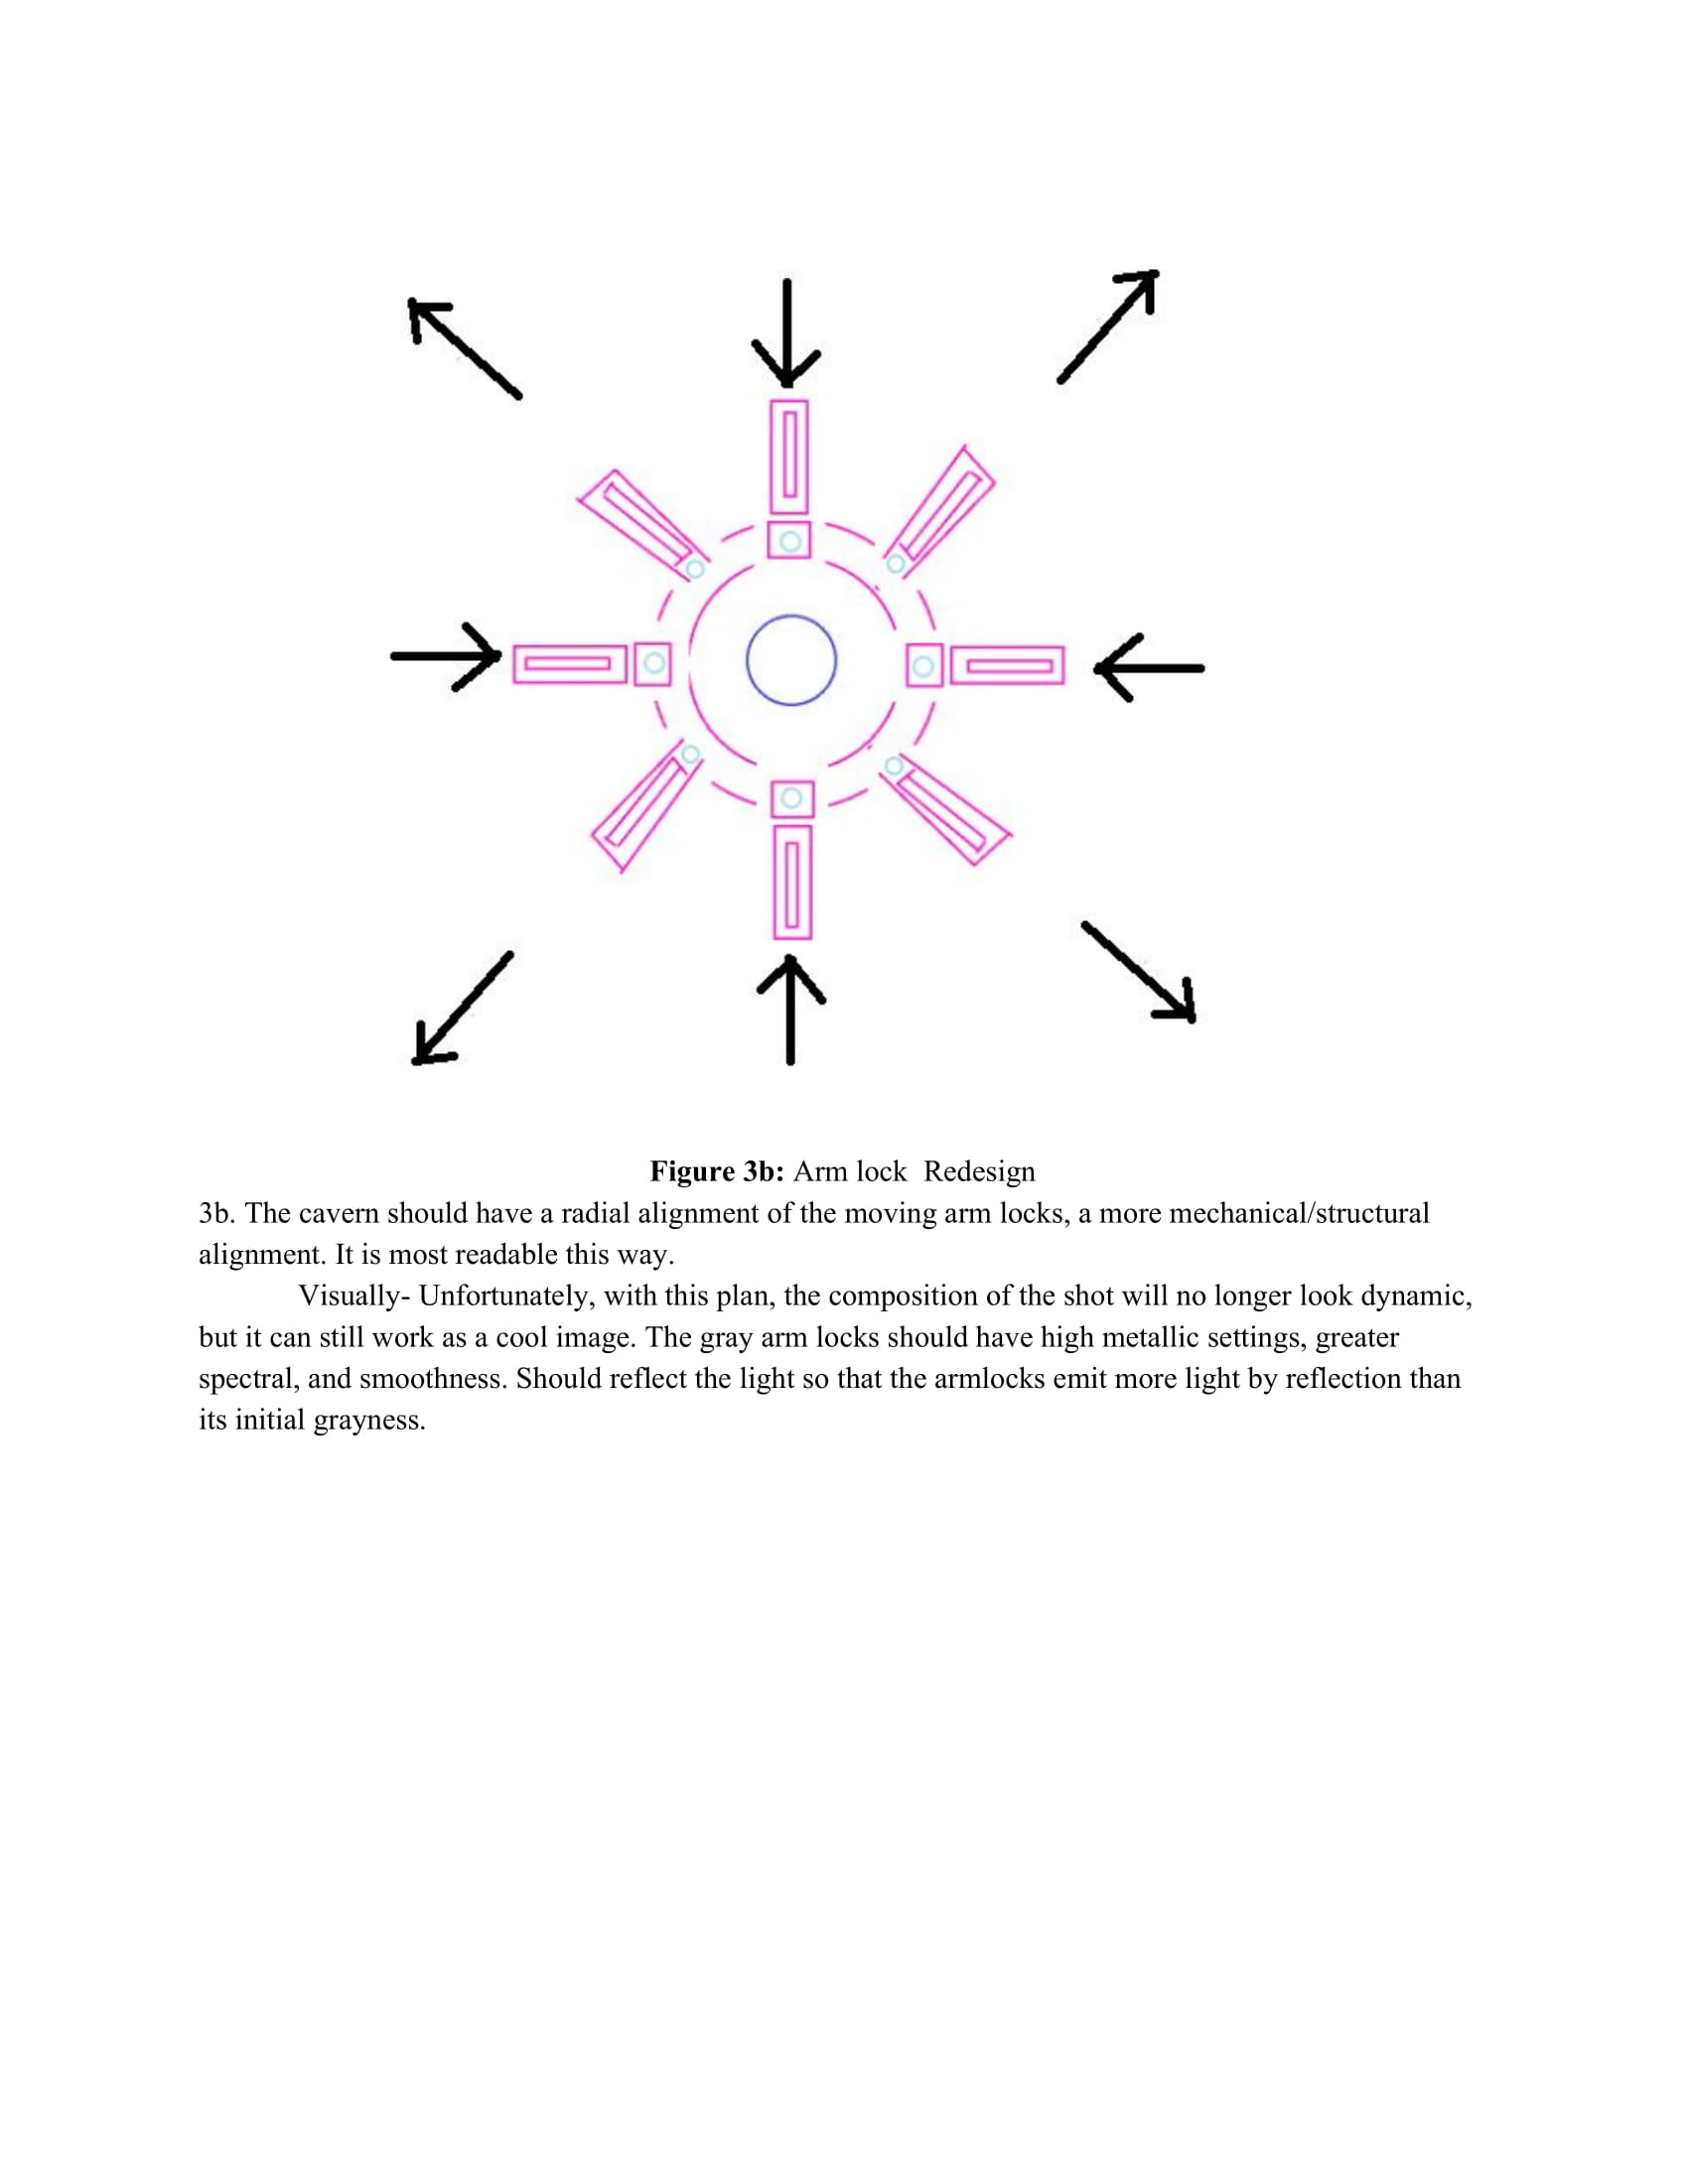 Figure 3b: Arm lock  Redesign
3b. The cavern should have a radial alignment of the moving arm locks, a more mechanical/structural
alignment. It is most readable this way.
Visually- Unfortunately, with this plan, the composition of the shot will no longer look dynamic,
but it can still work as a cool image. The gray arm locks should have high metallic settings, greater
spectral, and smoothness. Should reflect the light so that the armlocks emit more light by reflection than
its initial grayness.